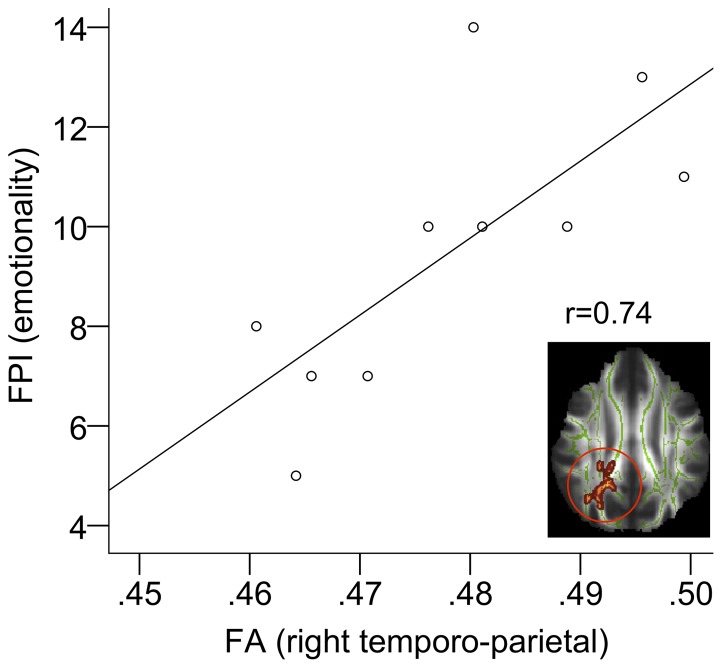 14
12
10
8
6
4
FPI (emotionality)
r=0.74
.45 .46 .47 .48 .49 .50
FA (right temporo-parietal)